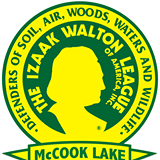 DEFENDERS OF SOIL, AIR, WOODS, WATERS AND WILDLIFE
THE IZAAK WALTON LEAGUE
OF AMERICA, INC.
McCOOK LAKE